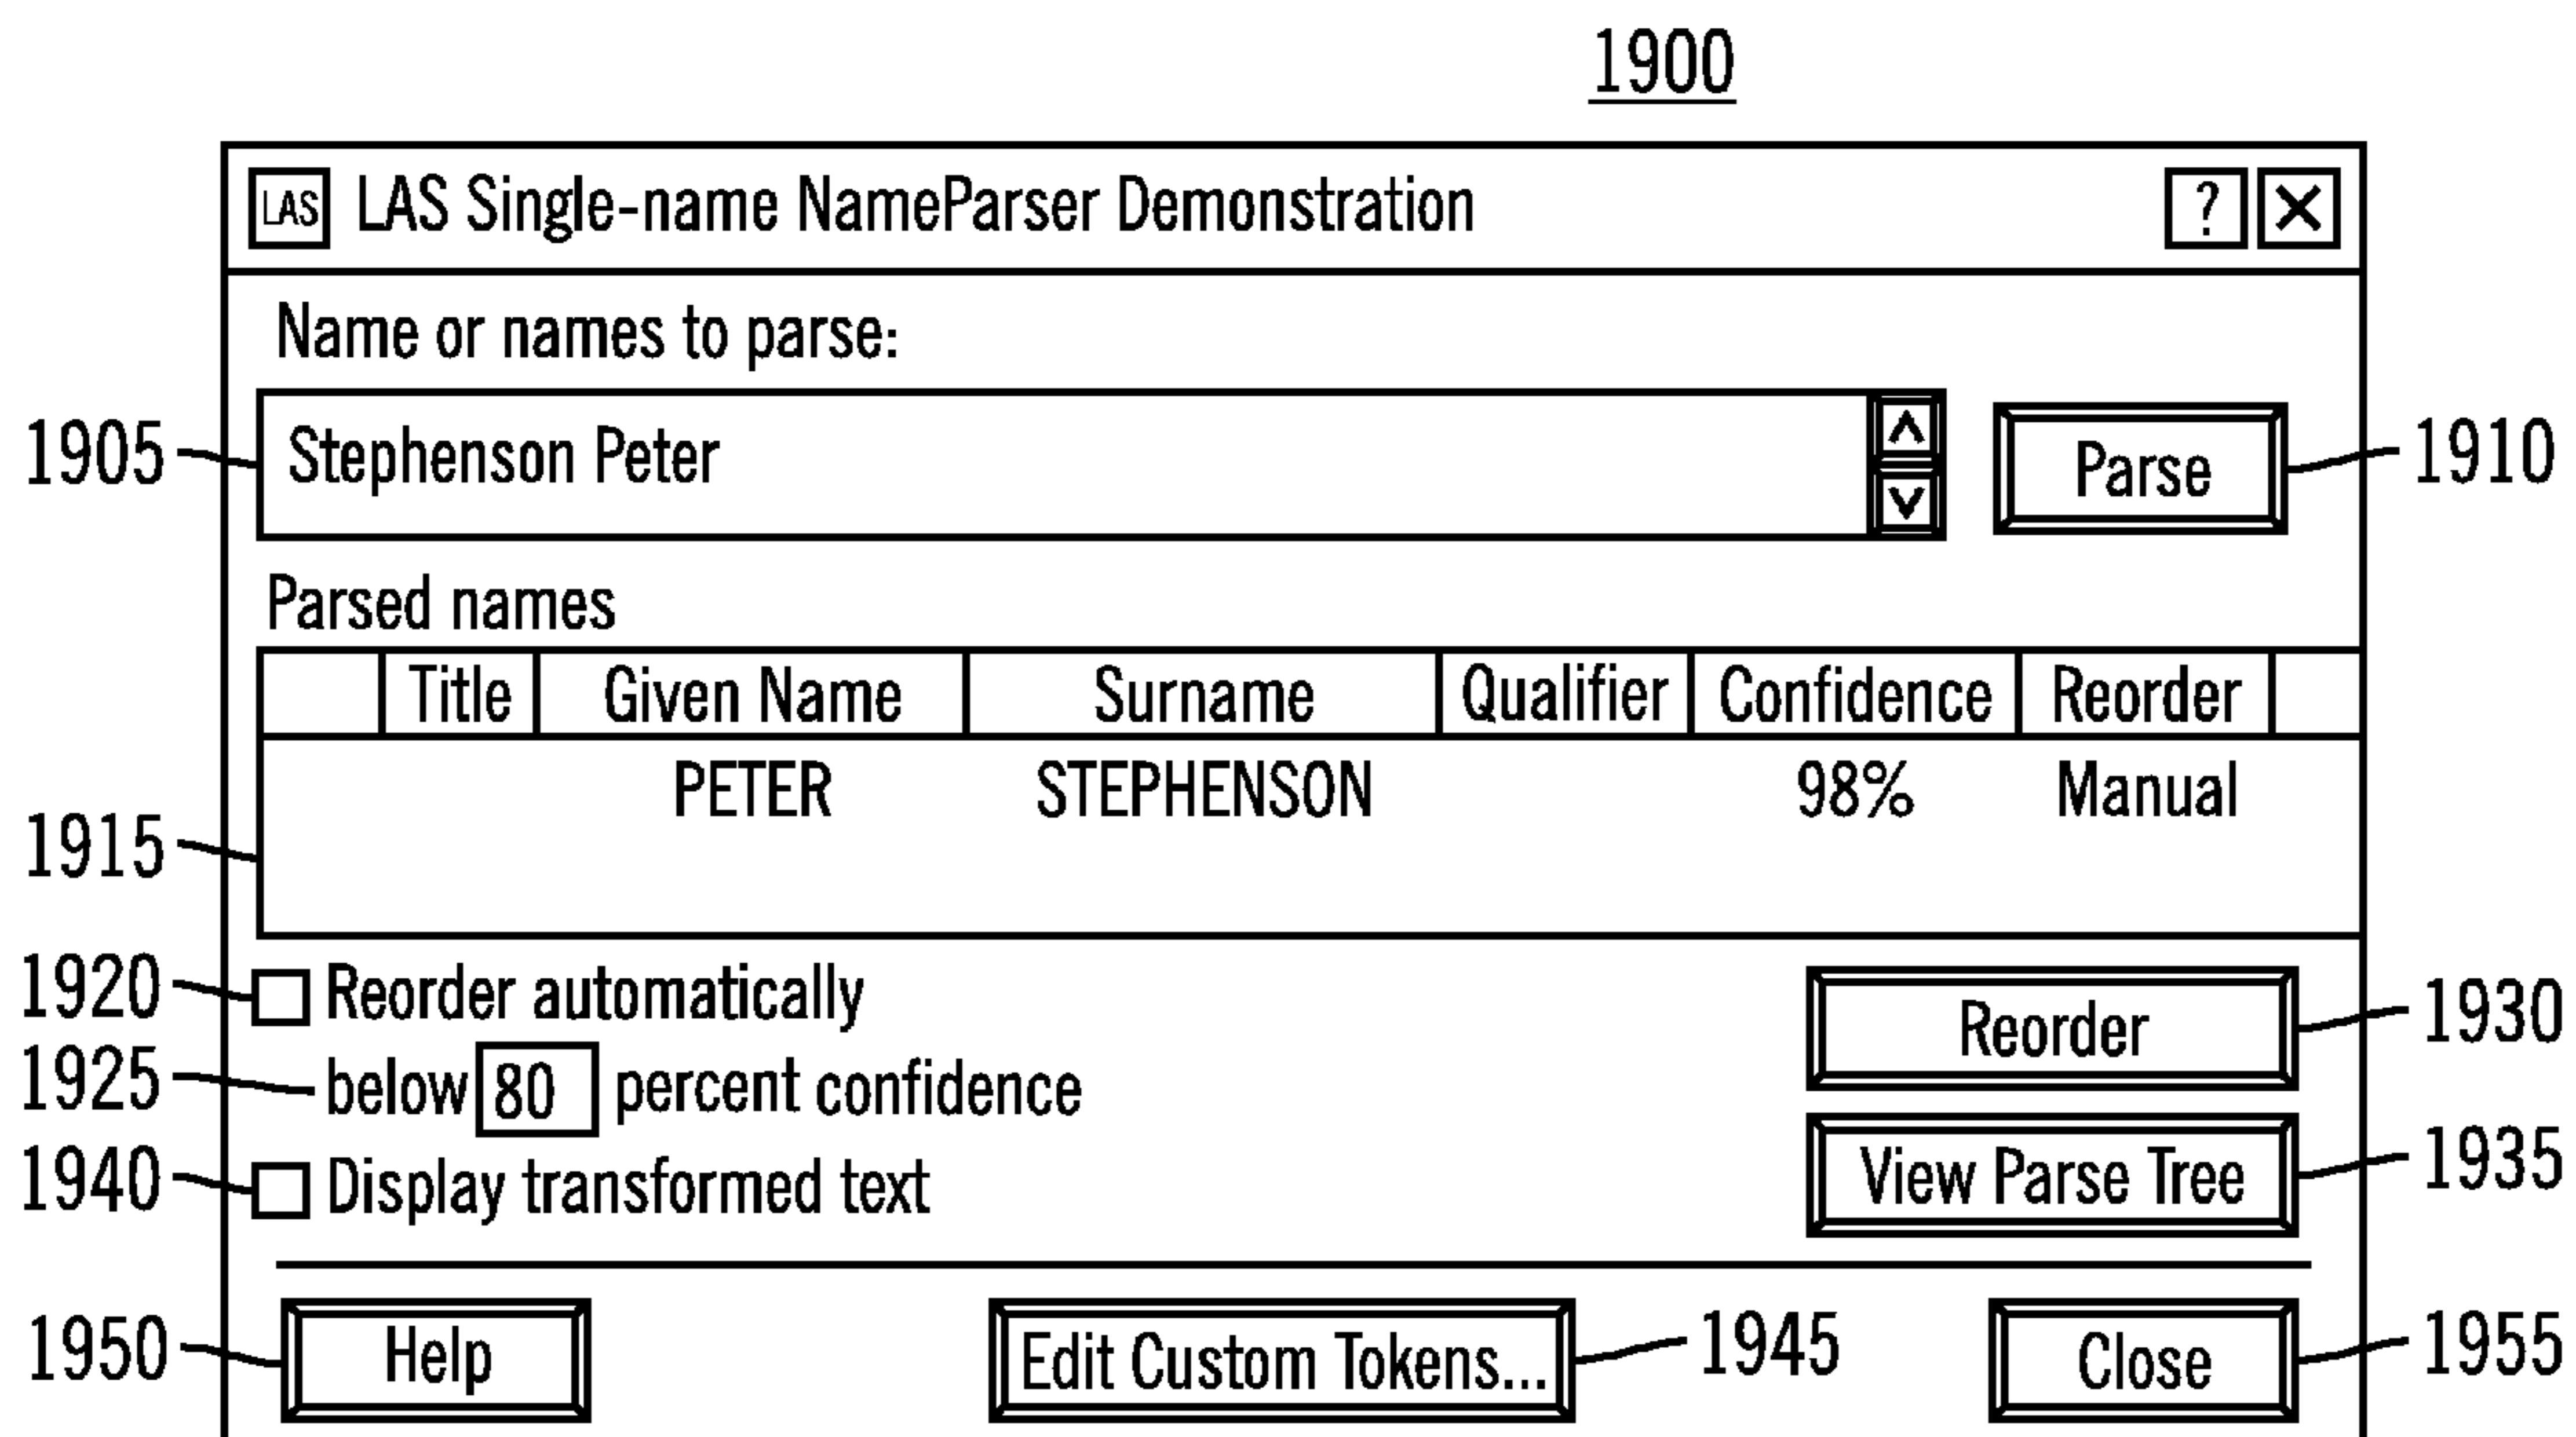 1900
LAS LAS Single-name NameParser Demonstration ? X
Name or names to parse:
1905 Stephenson Peter Parse 1910
Parsed names
Title Given Name Surname Qualifier Confidence Reorder
PETER STEPHENSON 98% Manual
1915
1920 Reorder automatically Reorder 1930
1925 below 80 percent confidence
1940 Display transformed text View Parse Tree 1935
1950 Help Edit Custom Tokens... 1945 Close 1955